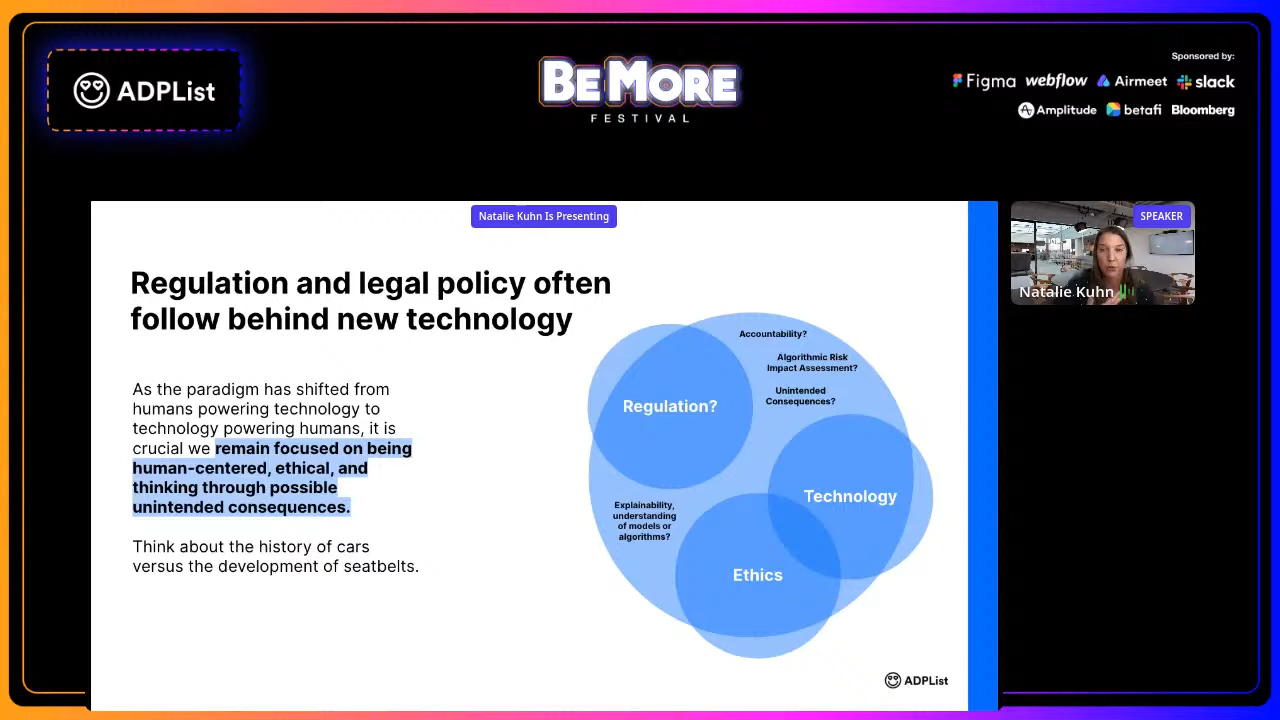 ADPList
BE MORE
FESTIVAL
Sponsored by:
Figma webflow Airmeet slack
Amplitude betafi Bloomberg
Natalie Kuhn Is Presenting
SPEAKER
Natalie Kuhn
Regulation and legal policy often
follow behind new technology
As the paradigm has shifted from
humans powering technology to
technology powering humans, it is
crucial we remain focused on being
human-centered, ethical, and
thinking through possible
unintended consequences.
Think about the history of cars
versus the development of seatbelts.
Accountability?
Algorithmic Risk
Impact Assessment?
Unintended
Consequences?
Regulation?
Technology
Explainability,
understanding
of models or
algorithms?
Ethics
ADPList